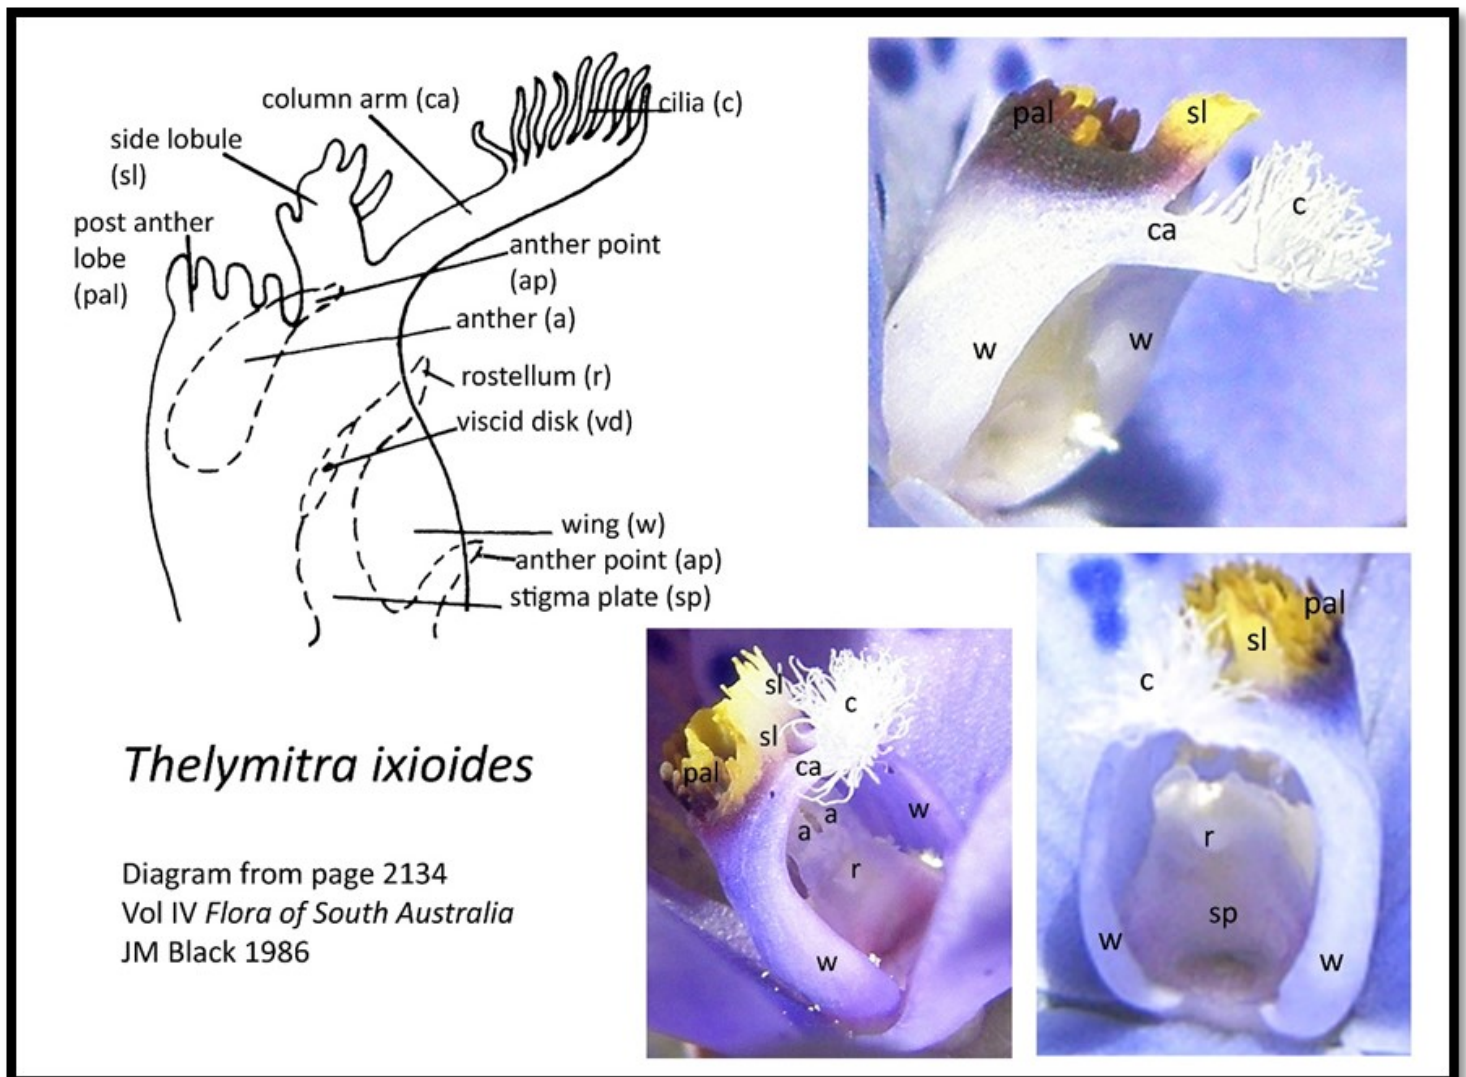 column arm (ca)
cilia (c)
side lobule
(sl)
post anther
lobe
(pal)
anther point
(ap)
anther (a)
rostellum (r)
viscid disk (vd)
wing (w)
anther point (ap)
stigma plate (sp)
pal
sl
c
ca
w
w
Thelymitra ixioides
Diagram from page 2134
Vol IV Flora of South Australia
JM Black 1986
sl
c
sl
pal
ca
a
a
w
r
w
pal
sl
c
r
sp
w
w